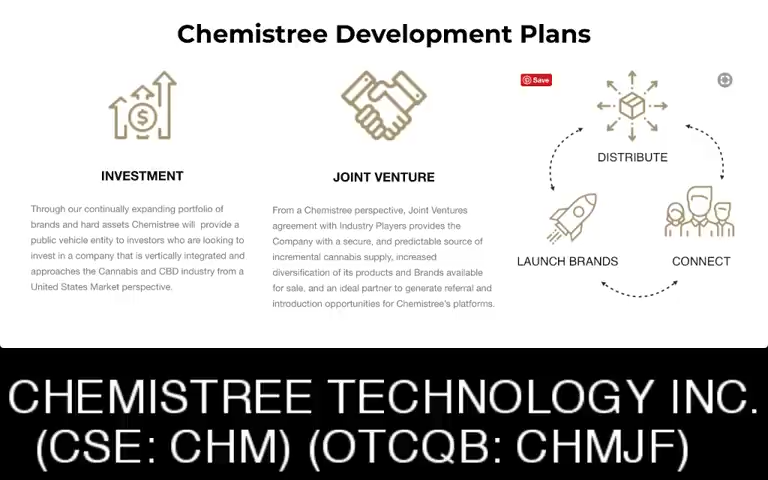 Chemistree Development Plans
INVESTMENT
Through our continually expanding portfolio of
brands and hard assets Chemistree will provide a
public vehicle entity to investors who are looking to
invest in a company that is vertically integrated and
approaches the Cannabis and CBD industry from a
United States Market perspective.
JOINT VENTURE
From a Chemistree perspective, Joint Ventures
agreement with Industry Players provides the
Company with a secure, and predictable source of
incremental cannabis supply, increased
diversification of its products and Brands available
for sale, and an ideal partner to generate referral and
introduction opportunities for Chemistree's platforms.
Save
$
DISTRIBUTE
LAUNCH BRANDS
CONNECT
CHEMISTREE TECHNOLOGY INC.
(CSE: CHM) (OTCQB: CHMJF)